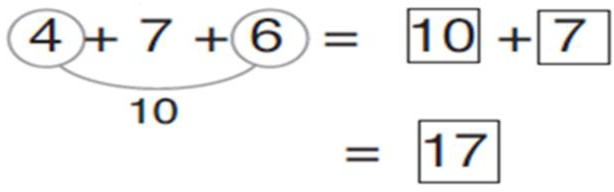 4 + 7 + 6 = 10 + 7
10
= 17